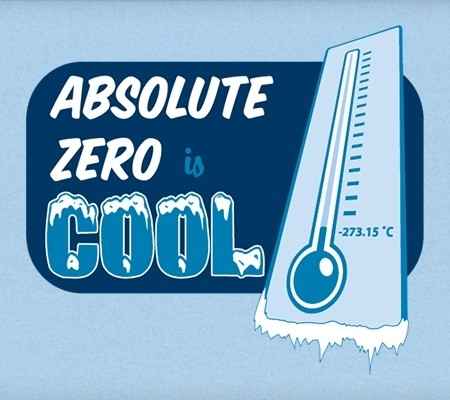 ABSOLUTE
ZERO is
COOL
-273.15 °C